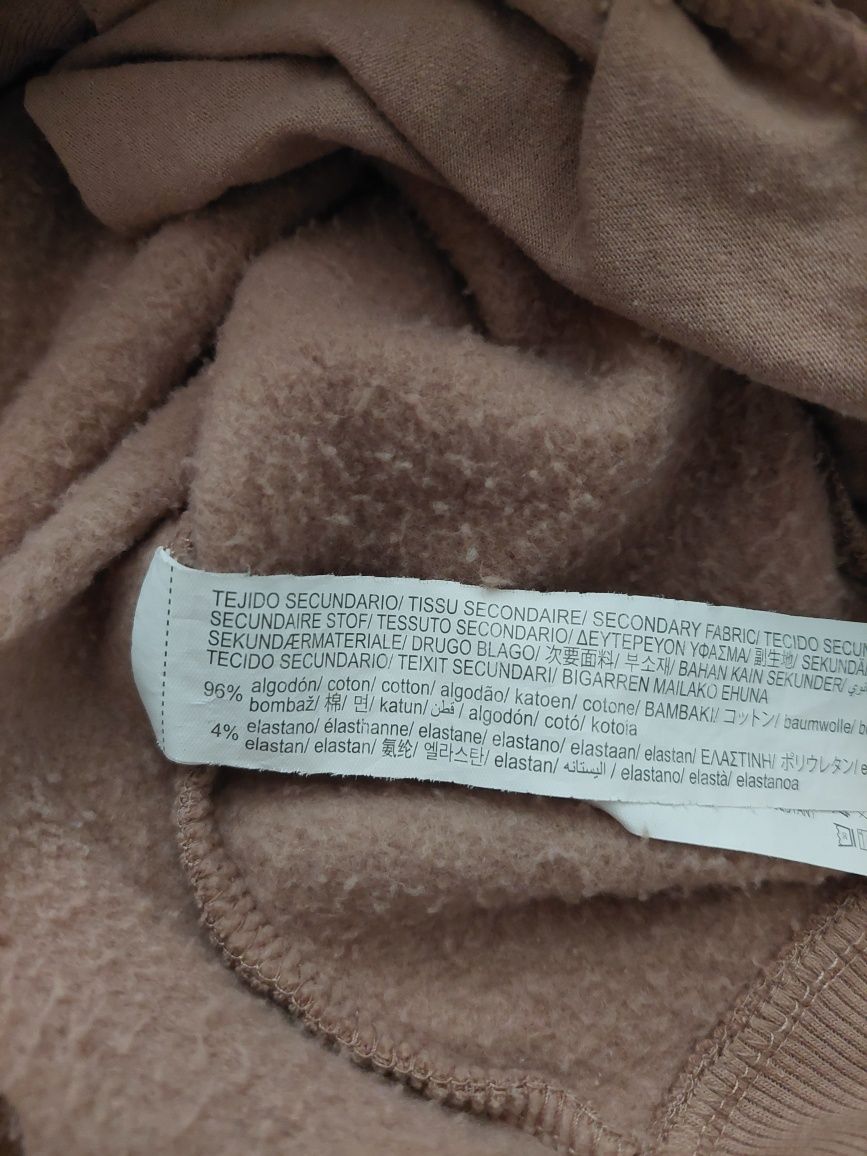 TEJIDO SECUNDARIO/ TISSU SECONDAIRE/ SECONDARY FABRIC/ TECIDO
SECUNDAIRE STOF/ TESSUTO SECONDARIO/ ΔΕΥΤΕΡΕΥΟΝ ΥΦΑΣΜΑ/ 副生地/
SEKUNDÆRMATERIALE/ DRUGO BLAGO/ 次要面料/ 부소재/ BAHAN KAIN SEKUNDER/
TECIDO SECUNDARIO/ TEIXIT SECUNDARI/ BIGARREN MAILAKO EHUNA
96% algodón/ coton/ cotton/ algodão/ katoen/ cotone/ ΒΑΜΒΑΚΙ/ コットン/ baumwolle/
bombaž/ 棉/ 면/ katun/ قطن/ algodón/ cotó/ kotoia
4% elastano/ élasthanne/ elastane/ elastano/ elastaan/ elastan/ ΕΛΑΣΤΙΝΗ/ ポリウレタン/
elastan/ elastan/ 氨纶/ 엘라스탄/ elastan/ اليستانه/ elastano/ elastà/ elastanoa